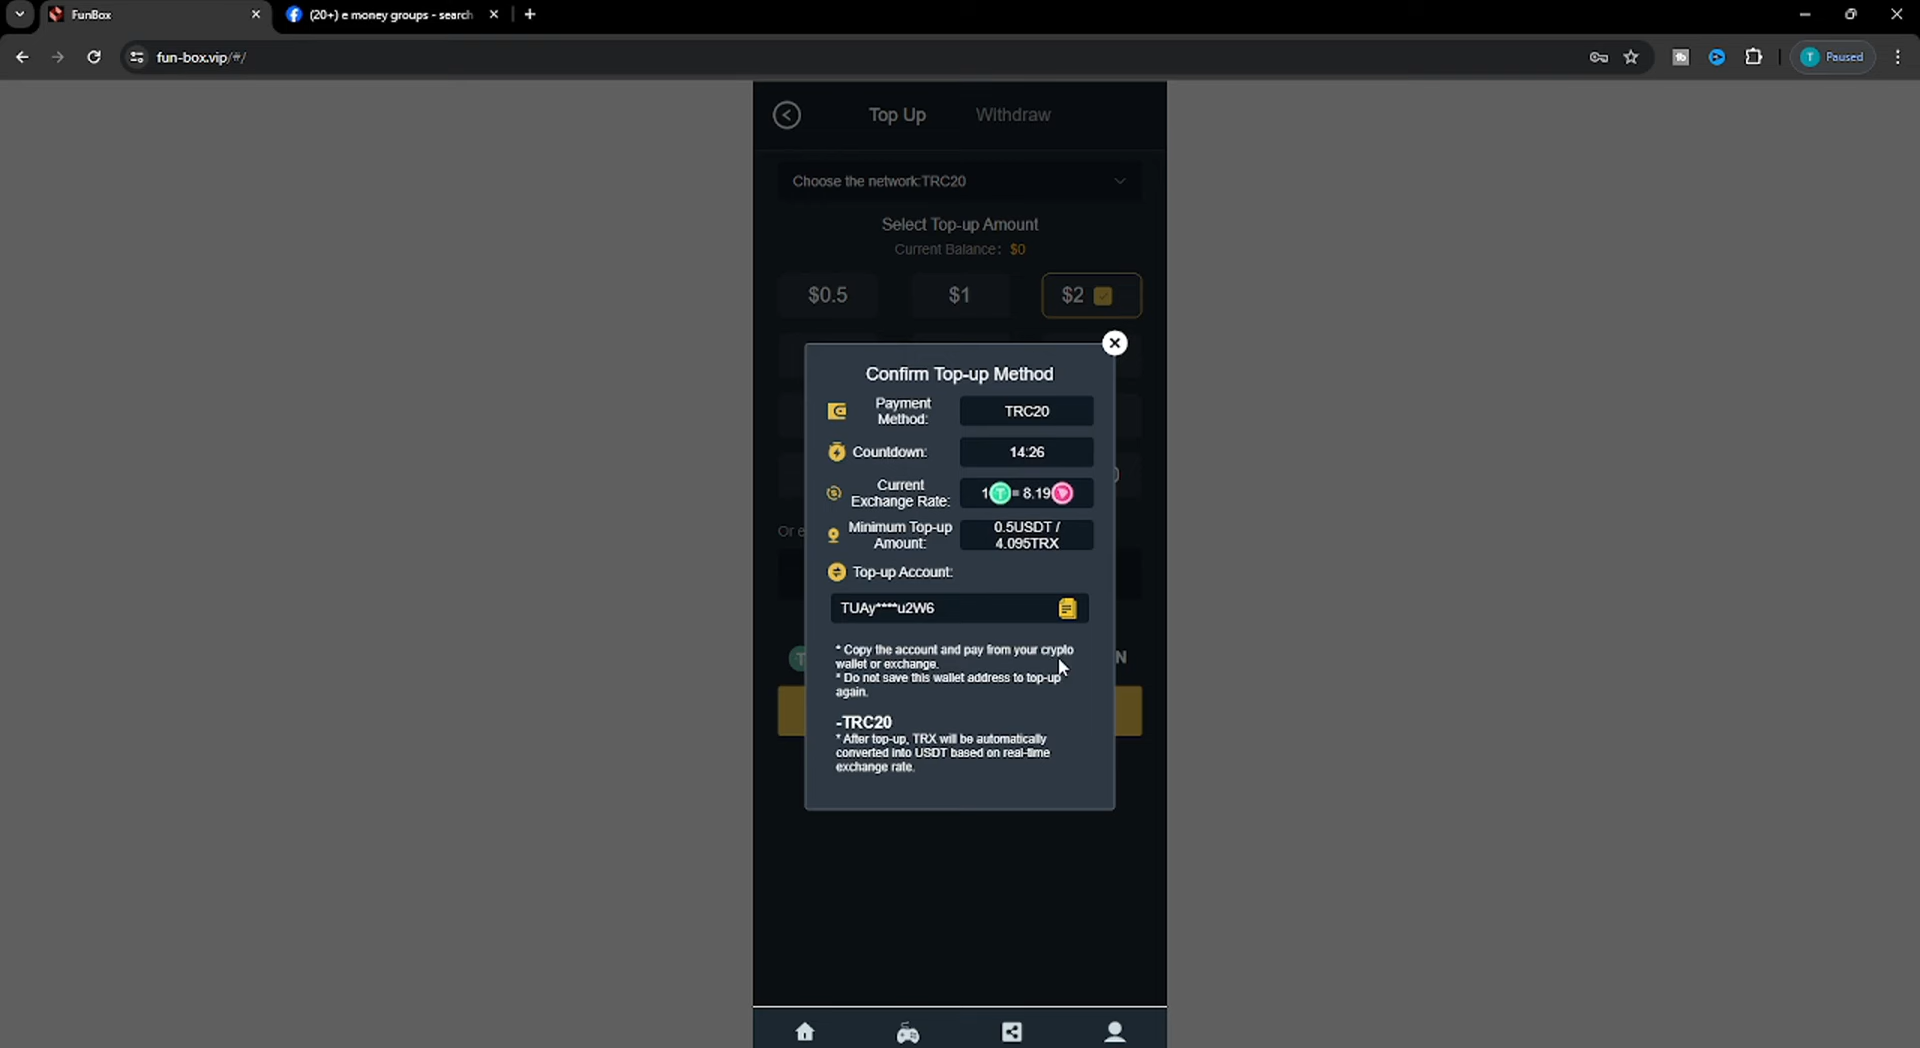 FunBox
(20+) e money groups - search
fun-box.vip/#/
Paused
T
Top Up
Withdraw
Choose the network:TRC20
Select Top-up Amount
Current Balance: $0
$0.5
$1
$2
Confirm Top-up Method
Payment
Method:
TRC20
Countdown:
14:26
Current
Exchange Rate:
1 T = 8.19
Minimum Top-up
Amount:
0.5USDT /
4.095TRX
Or e
Top-up Account:
TUAy****u2W6
* Copy the account and pay from your crypto
wallet or exchange.
* Do not save this wallet address to top-up
again.
T
N
-TRC20
* After top-up, TRX will be automatically
converted into USDT based on real-time
exchange rate.